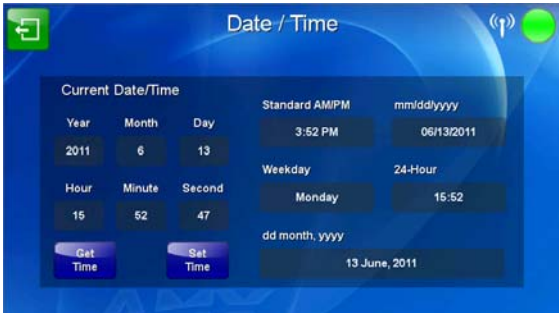 Date / Time
Current Date/Time
Year Month Day
2011 6 13
Hour Minute Second
15 52 47
Get Time
Set Time
Standard AM/PM mm/dd/yyyy
3:52 PM 06/13/2011
Weekday 24-Hour
Monday 15:52
dd month, yyyy
13 June, 2011